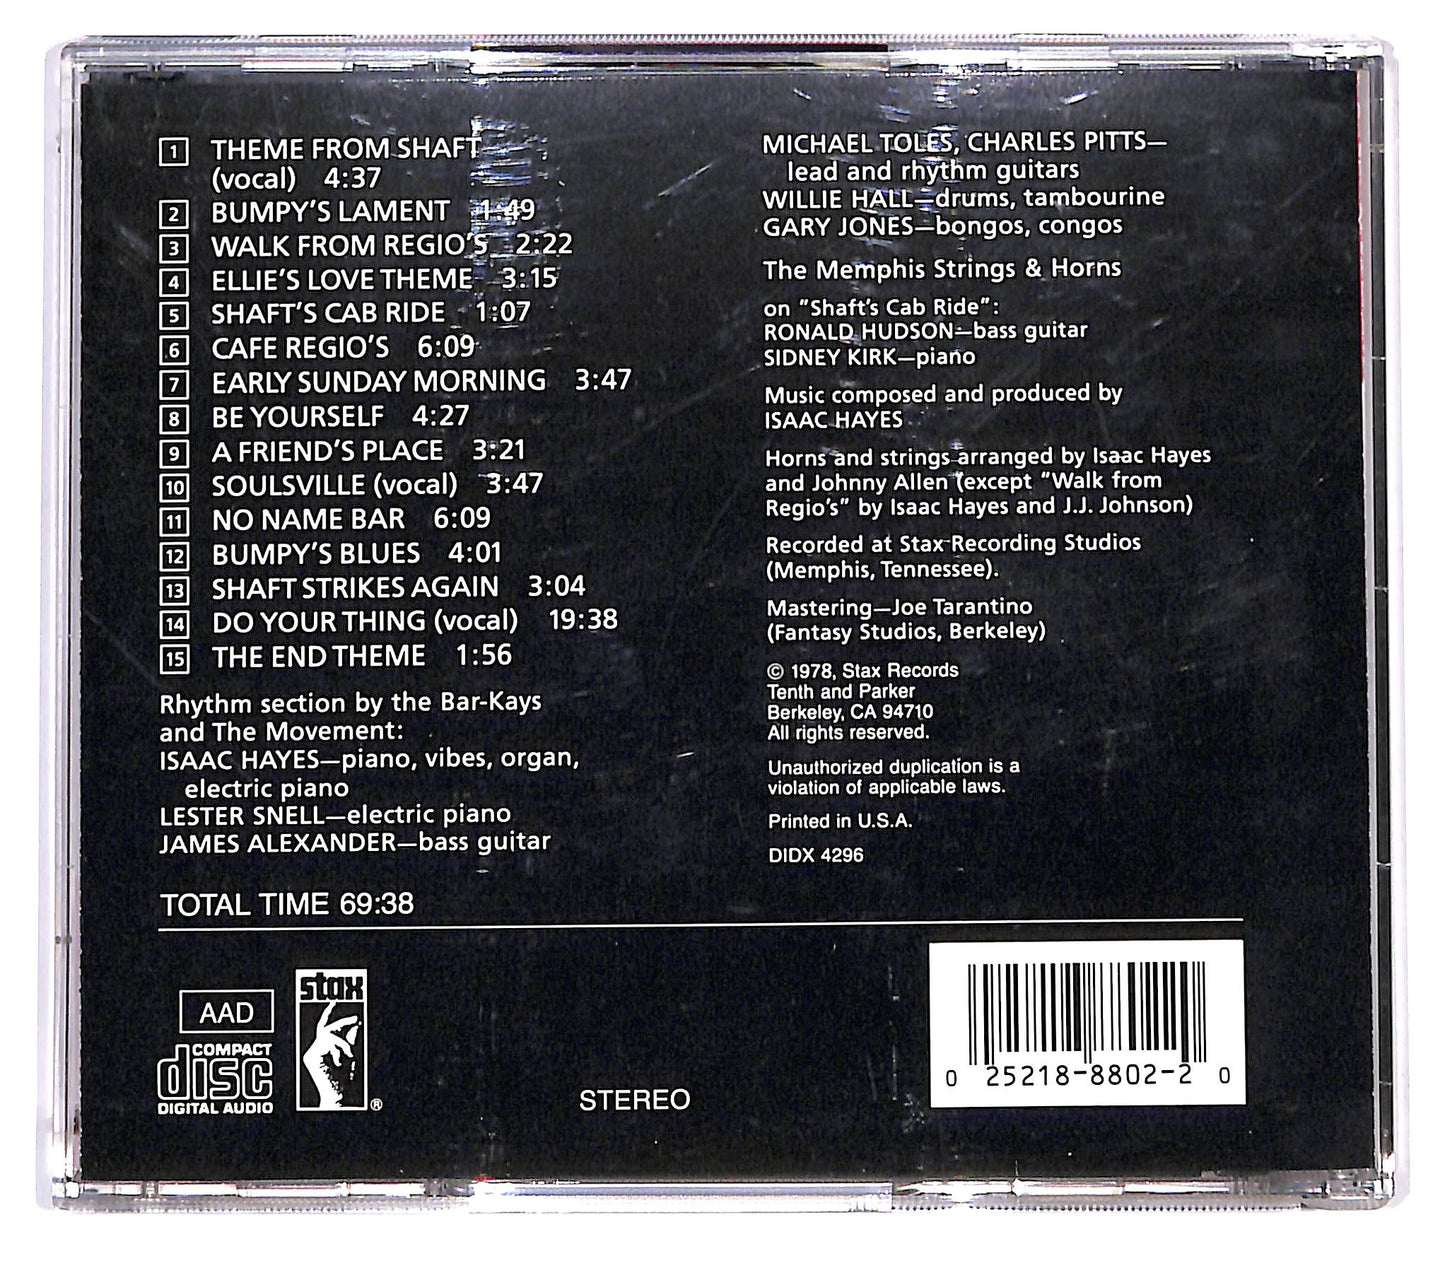 1 THEME FROM SHAFT
(vocal) 4:37
2 BUMPY'S LAMENT 1:49
3 WALK FROM REGIO'S 2:22
4 ELLIE'S LOVE THEME 3:15
5 SHAFT'S CAB RIDE 1:07
6 CAFE REGIO'S 6:09
7 EARLY SUNDAY MORNING 3:47
8 BE YOURSELF 4:27
9 A FRIEND'S PLACE 3:21
10 SOULSVILLE (vocal) 3:47
11 NO NAME BAR 6:09
12 BUMPY'S BLUES 4:01
13 SHAFT STRIKES AGAIN 3:04
14 DO YOUR THING (vocal) 19:38
15 THE END THEME 1:56
Rhythm section by the Bar-Kays
and The Movement:
ISAAC HAYES—piano, vibes, organ,
electric piano
LESTER SNELL—electric piano
JAMES ALEXANDER—bass guitar
TOTAL TIME 69:38
MICHAEL TOLES, CHARLES PITTS—
lead and rhythm guitars
WILLIE HALL—drums, tambourine
GARY JONES—bongos, congos
The Memphis Strings & Horns
on "Shaft's Cab Ride":
RONALD HUDSON—bass guitar
SIDNEY KIRK—piano
Music composed and produced by
ISAAC HAYES
Horns and strings arranged by Isaac Hayes
and Johnny Allen (except "Walk from
Regio's" by Isaac Hayes and J.J. Johnson)
Recorded at Stax Recording Studios
(Memphis, Tennessee).
Mastering—Joe Tarantino
(Fantasy Studios, Berkeley)
© 1978, Stax Records
Tenth and Parker
Berkeley, CA 94710
All rights reserved.
Unauthorized duplication is a
violation of applicable laws.
Printed in U.S.A.
DIDX 4296
AAD
COMPACT
disc
DIGITAL AUDIO
stax
®
STEREO
0 25218-8802-2 0